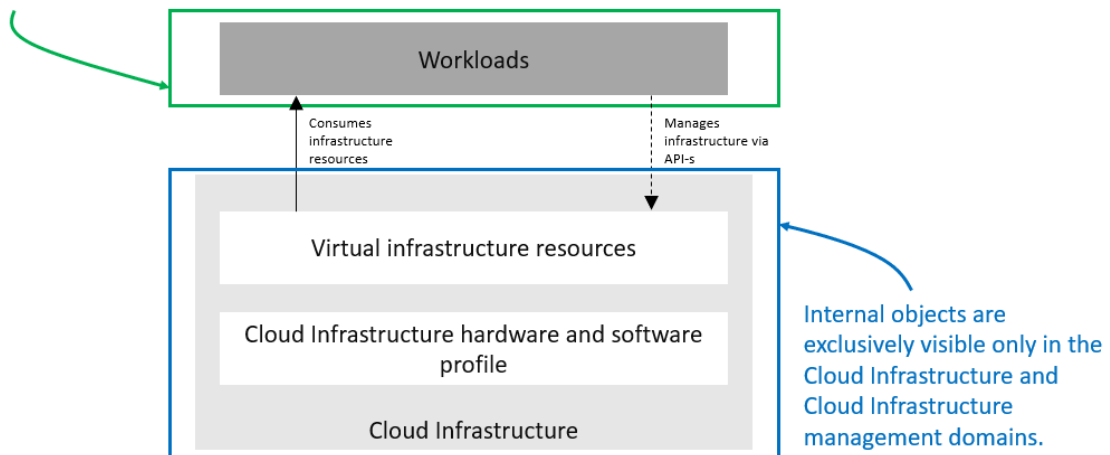 Workloads
Consumes
infrastructure
resources
Manages
infrastructure via
API-s
Virtual infrastructure resources
Cloud Infrastructure hardware and software
profile
Cloud Infrastructure
Internal objects are
exclusively visible only in the
Cloud Infrastructure and
Cloud Infrastructure
management domains.